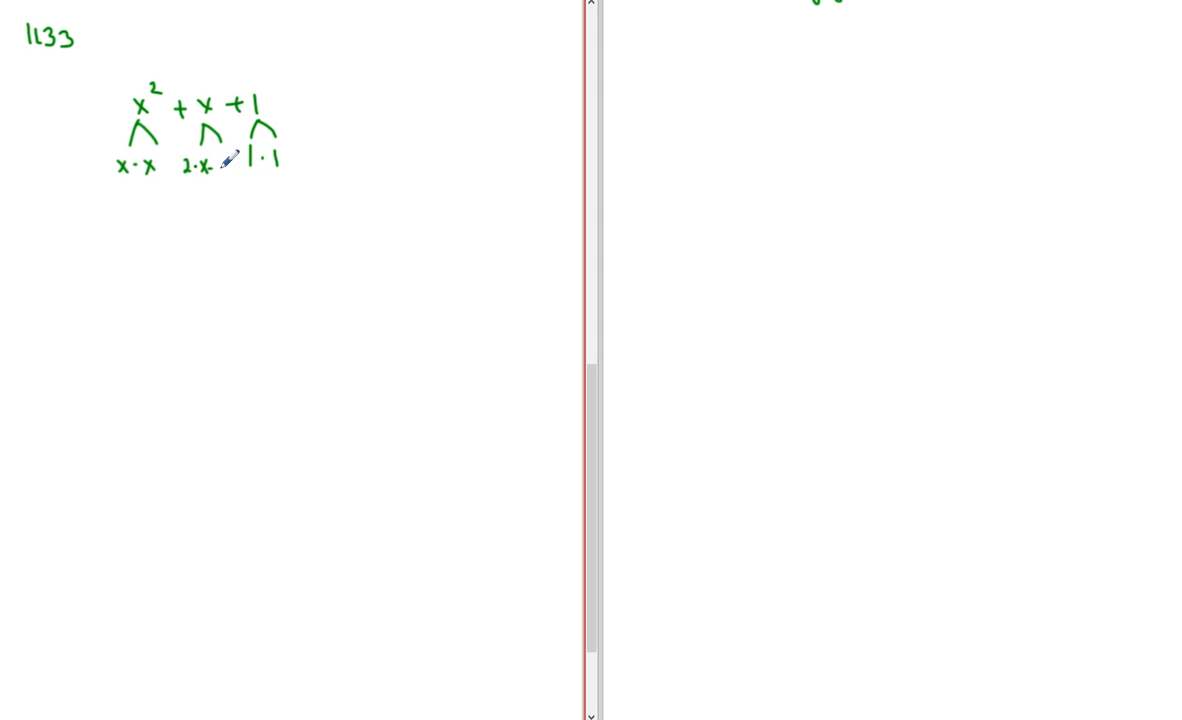 1133
x² + x + 1
x·x 2·x· 1·1